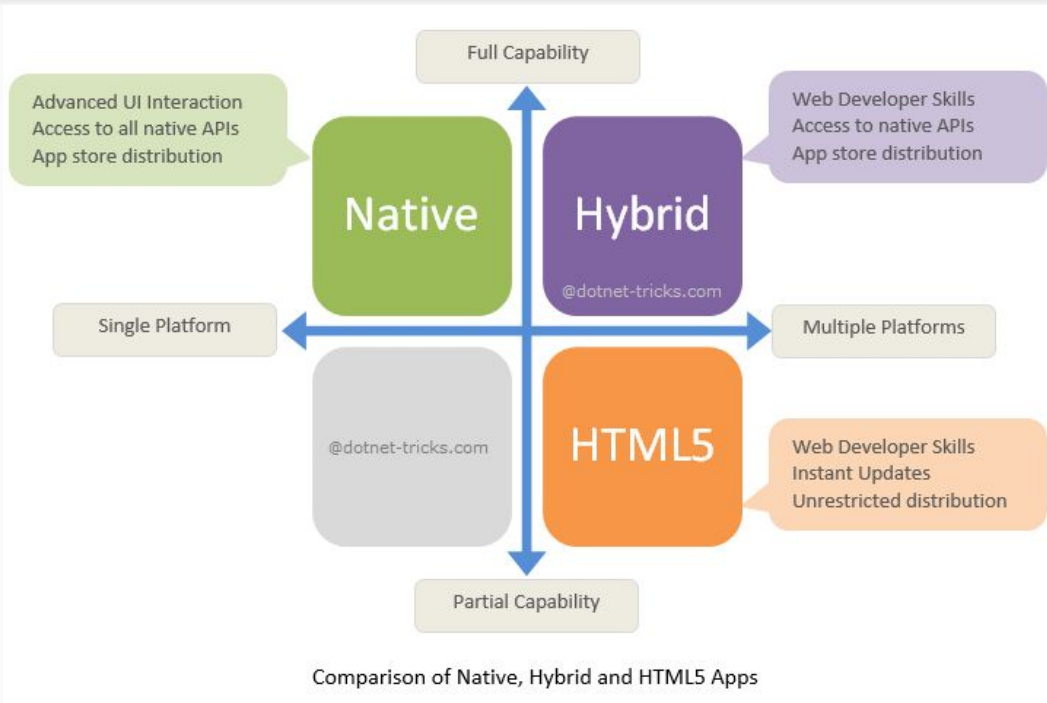 Full Capability
Advanced UI Interaction
Access to all native APIs
App store distribution
Web Developer Skills
Access to native APIs
App store distribution
Native
Hybrid
@dotnet-tricks.com
Single Platform
Multiple Platforms
@dotnet-tricks.com
HTML5
Web Developer Skills
Instant Updates
Unrestricted distribution
Partial Capability
Comparison of Native, Hybrid and HTML5 Apps